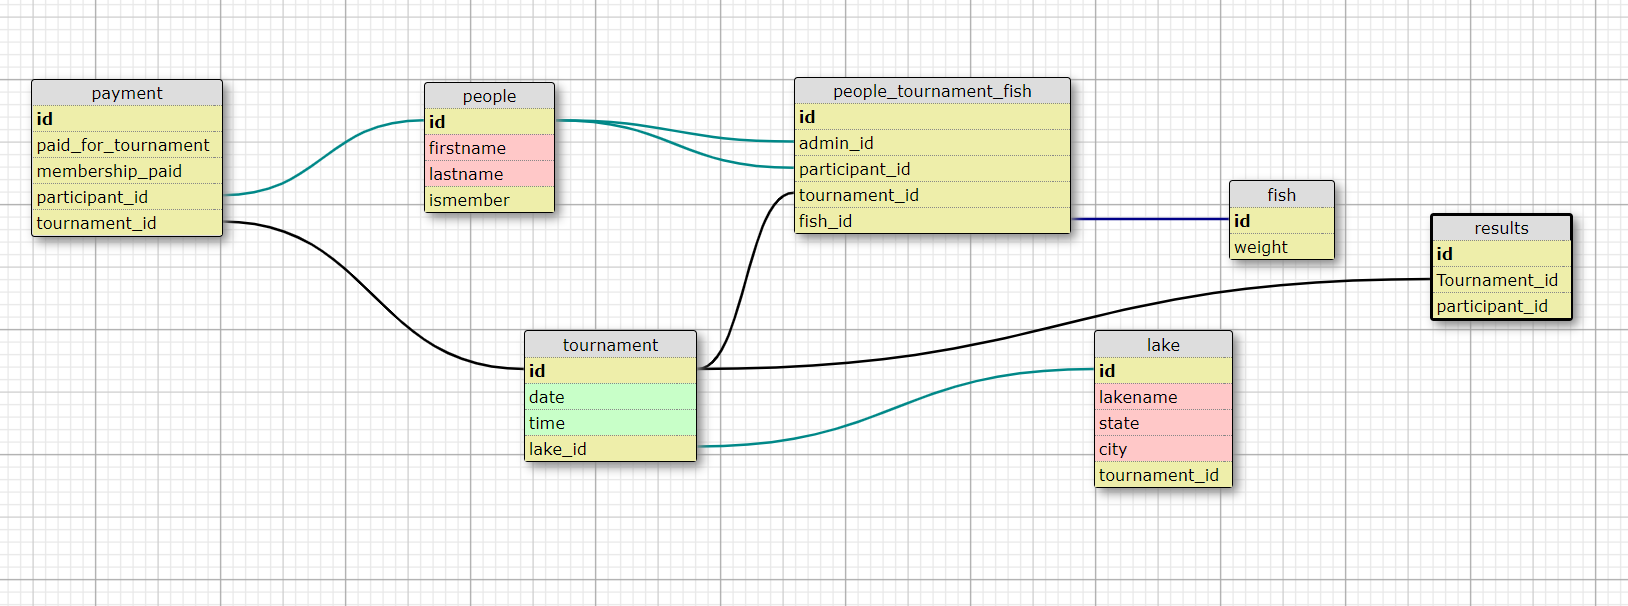 payment
id
paid_for_tournament
membership_paid
participant_id
tournament_id
people
id
firstname
lastname
ismember
people_tournament_fish
id
admin_id
participant_id
tournament_id
fish_id
fish
id
weight
results
id
Tournament_id
participant_id
tournament
id
date
time
lake_id
lake
id
lakename
state
city
tournament_id